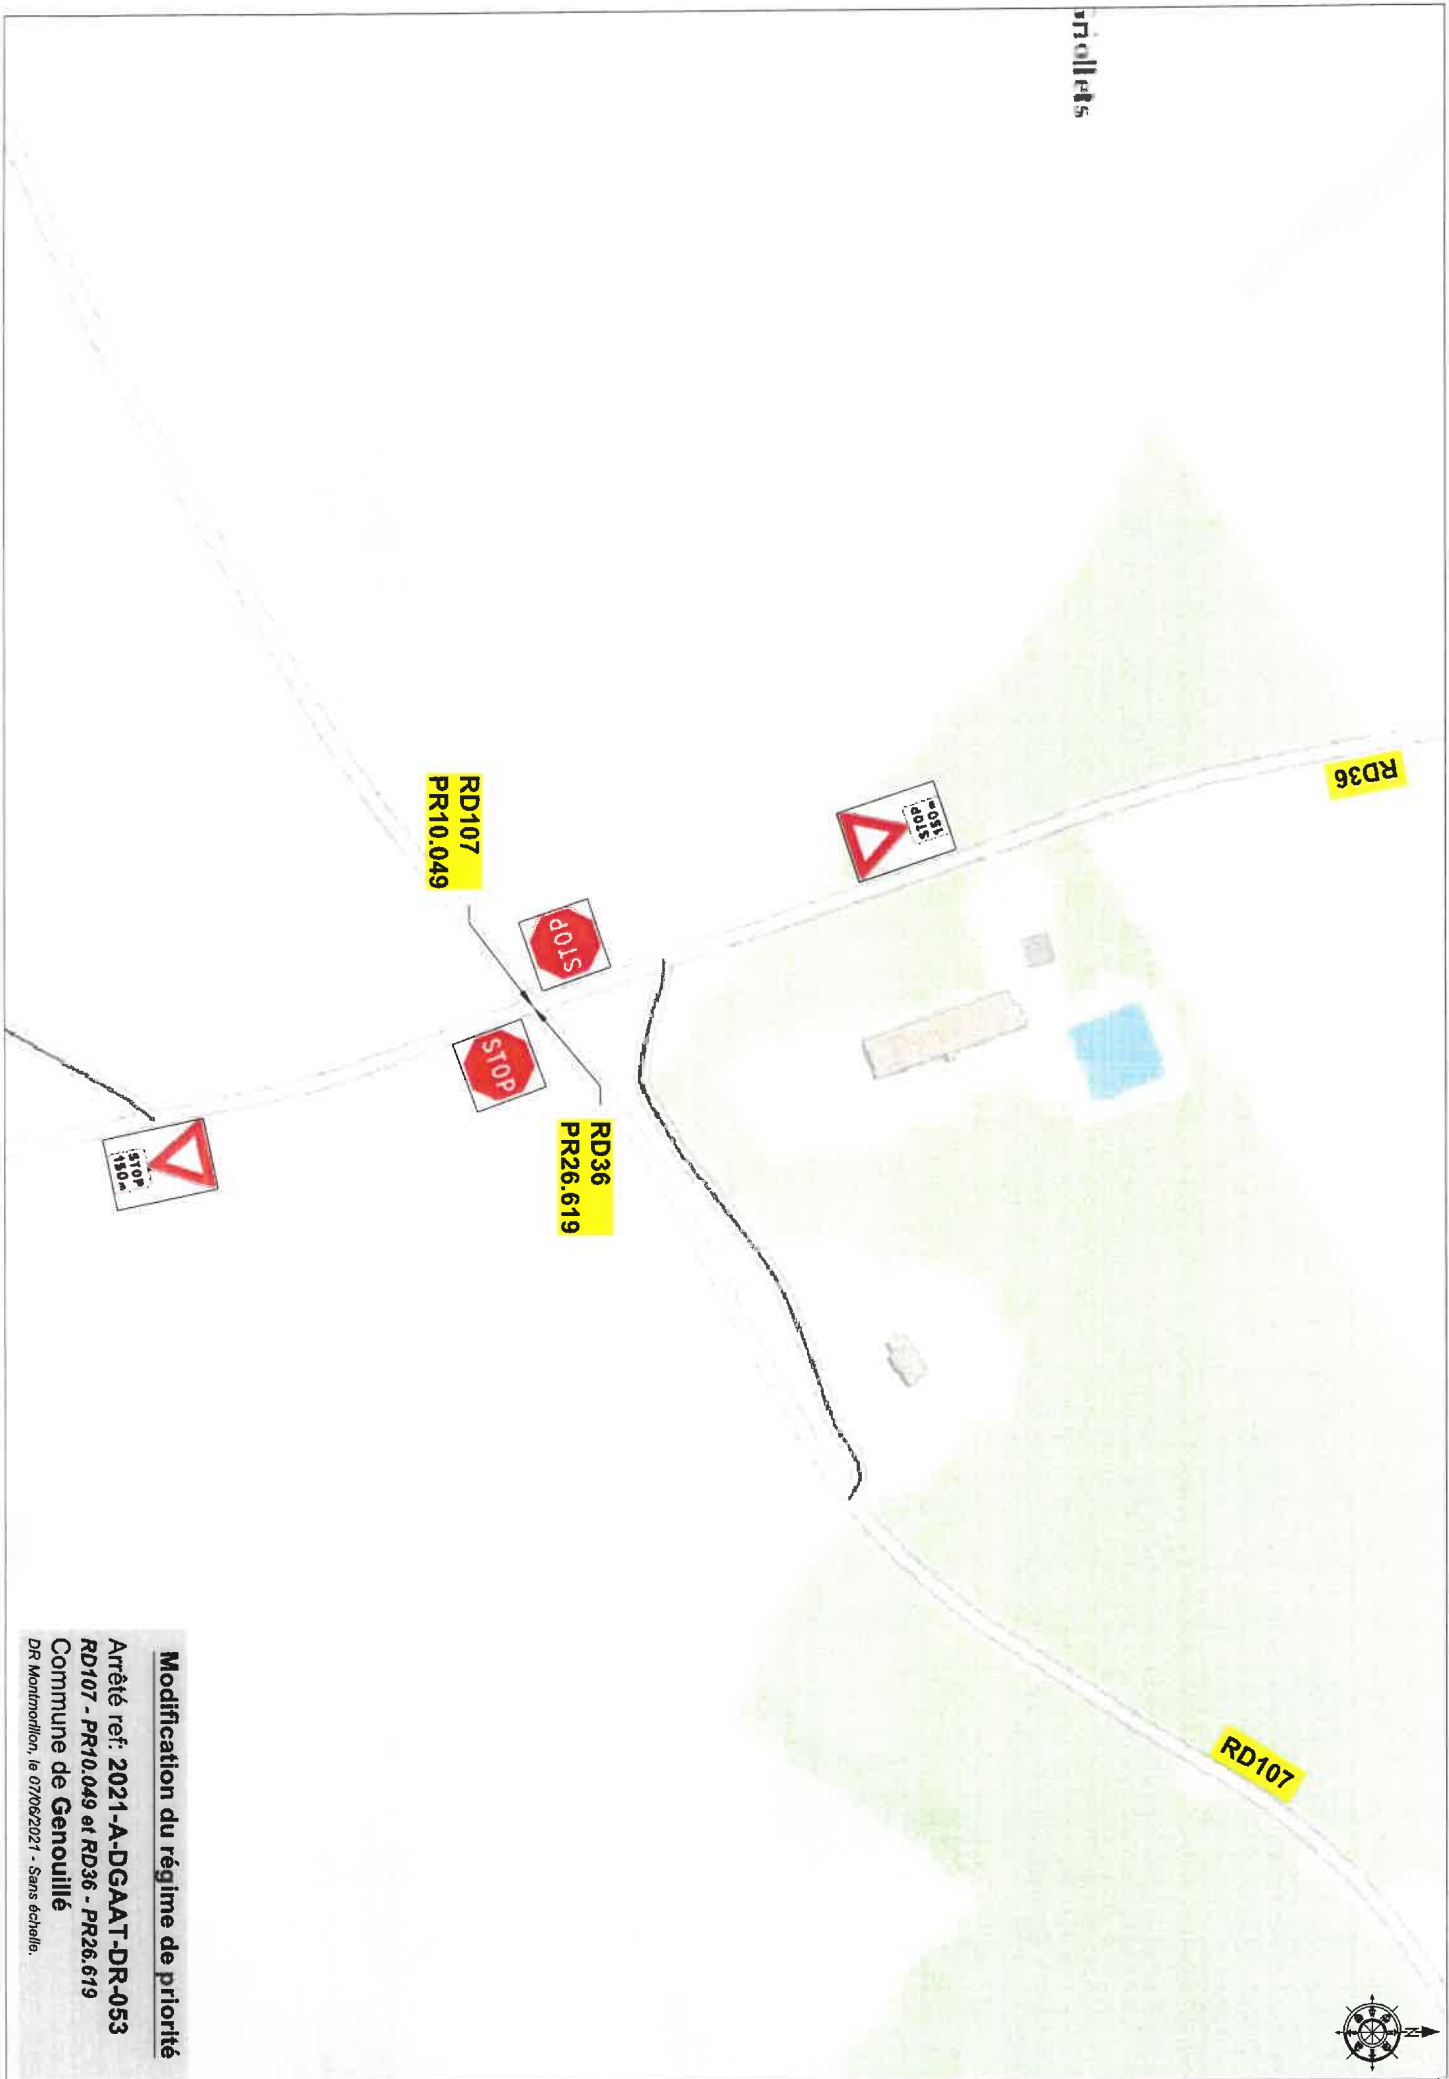 RD36
STOP
150m
RD107
PR10.049
STOP
STOP
RD36
PR26.619
STOP
150m
RD107
N
Modification du régime de priorité
Arrêté ref: 2021-A-DGAAT-DR-053
RD107 - PR10.049 et RD36 - PR26.619
Commune de Genouillé
DR Montmorillon, le 07/06/2021 - Sans échelle.